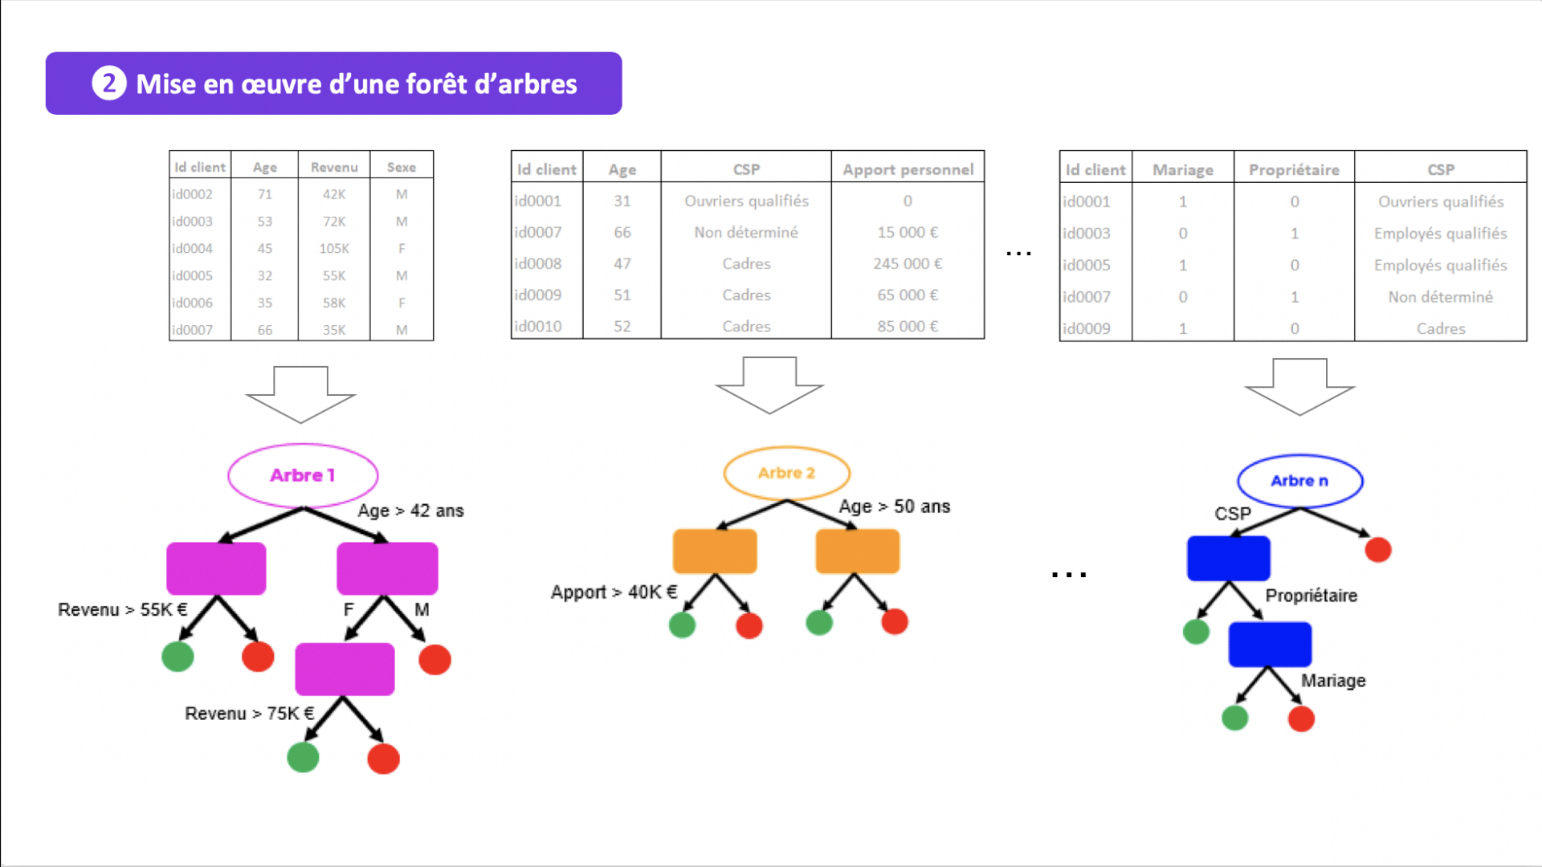 2 Mise en œuvre d’une forêt d’arbres
Id client Age Revenu Sexe
id0002 71 42K M
id0003 53 72K M
id0004 45 105K F
id0005 32 55K M
id0006 35 58K F
id0007 66 35K M
Id client Age CSP Apport personnel
id0001 31 Ouvriers qualifiés 0
id0007 66 Non déterminé 15 000 €
id0008 47 Cadres 245 000 €
id0009 51 Cadres 65 000 €
id0010 52 Cadres 85 000 €
...
Id client Mariage Propriétaire CSP
id0001 1 0 Ouvriers qualifiés
id0003 0 1 Employés qualifiés
id0005 1 0 Employés qualifiés
id0007 0 1 Non déterminé
id0009 1 0 Cadres
Arbre 1
Age > 42 ans
Revenu > 55K €
F M
Revenu > 75K €
Arbre 2
Age > 50 ans
Apport > 40K €
...
Arbre n
CSP
Propriétaire
Mariage